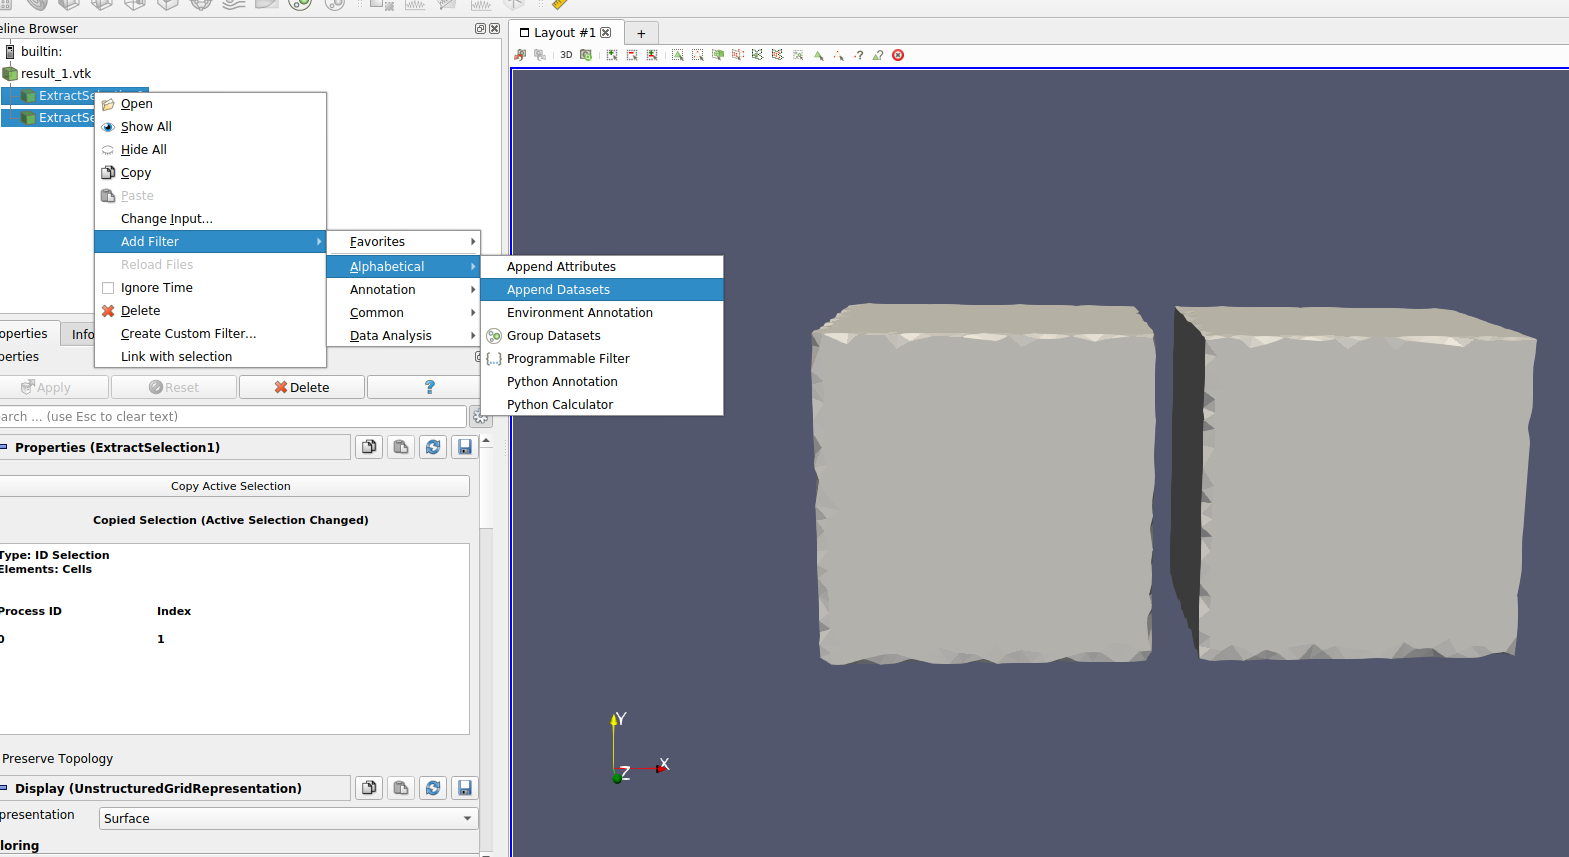 eline Browser
Layout #1
+
builtin:
3D
result_1.vtk
ExtractSe
ExtractSe
Open
Show All
Hide All
Copy
Paste
Change Input...
Add Filter
Reload Files
Ignore Time
Delete
Create Custom Filter...
Link with selection
Favorites
Alphabetical
Annotation
Common
Data Analysis
Append Attributes
Append Datasets
Environment Annotation
Group Datasets
Programmable Filter
Python Annotation
Python Calculator
operties
Info
perties
Apply
Reset
Delete
?
arch ... (use Esc to clear text)
Properties (ExtractSelection1)
Copy Active Selection
Copied Selection (Active Selection Changed)
Type: ID Selection
Elements: Cells
Process ID Index
0 1
Preserve Topology
Display (UnstructuredGridRepresentation)
presentation Surface
loring
Y
X
Z